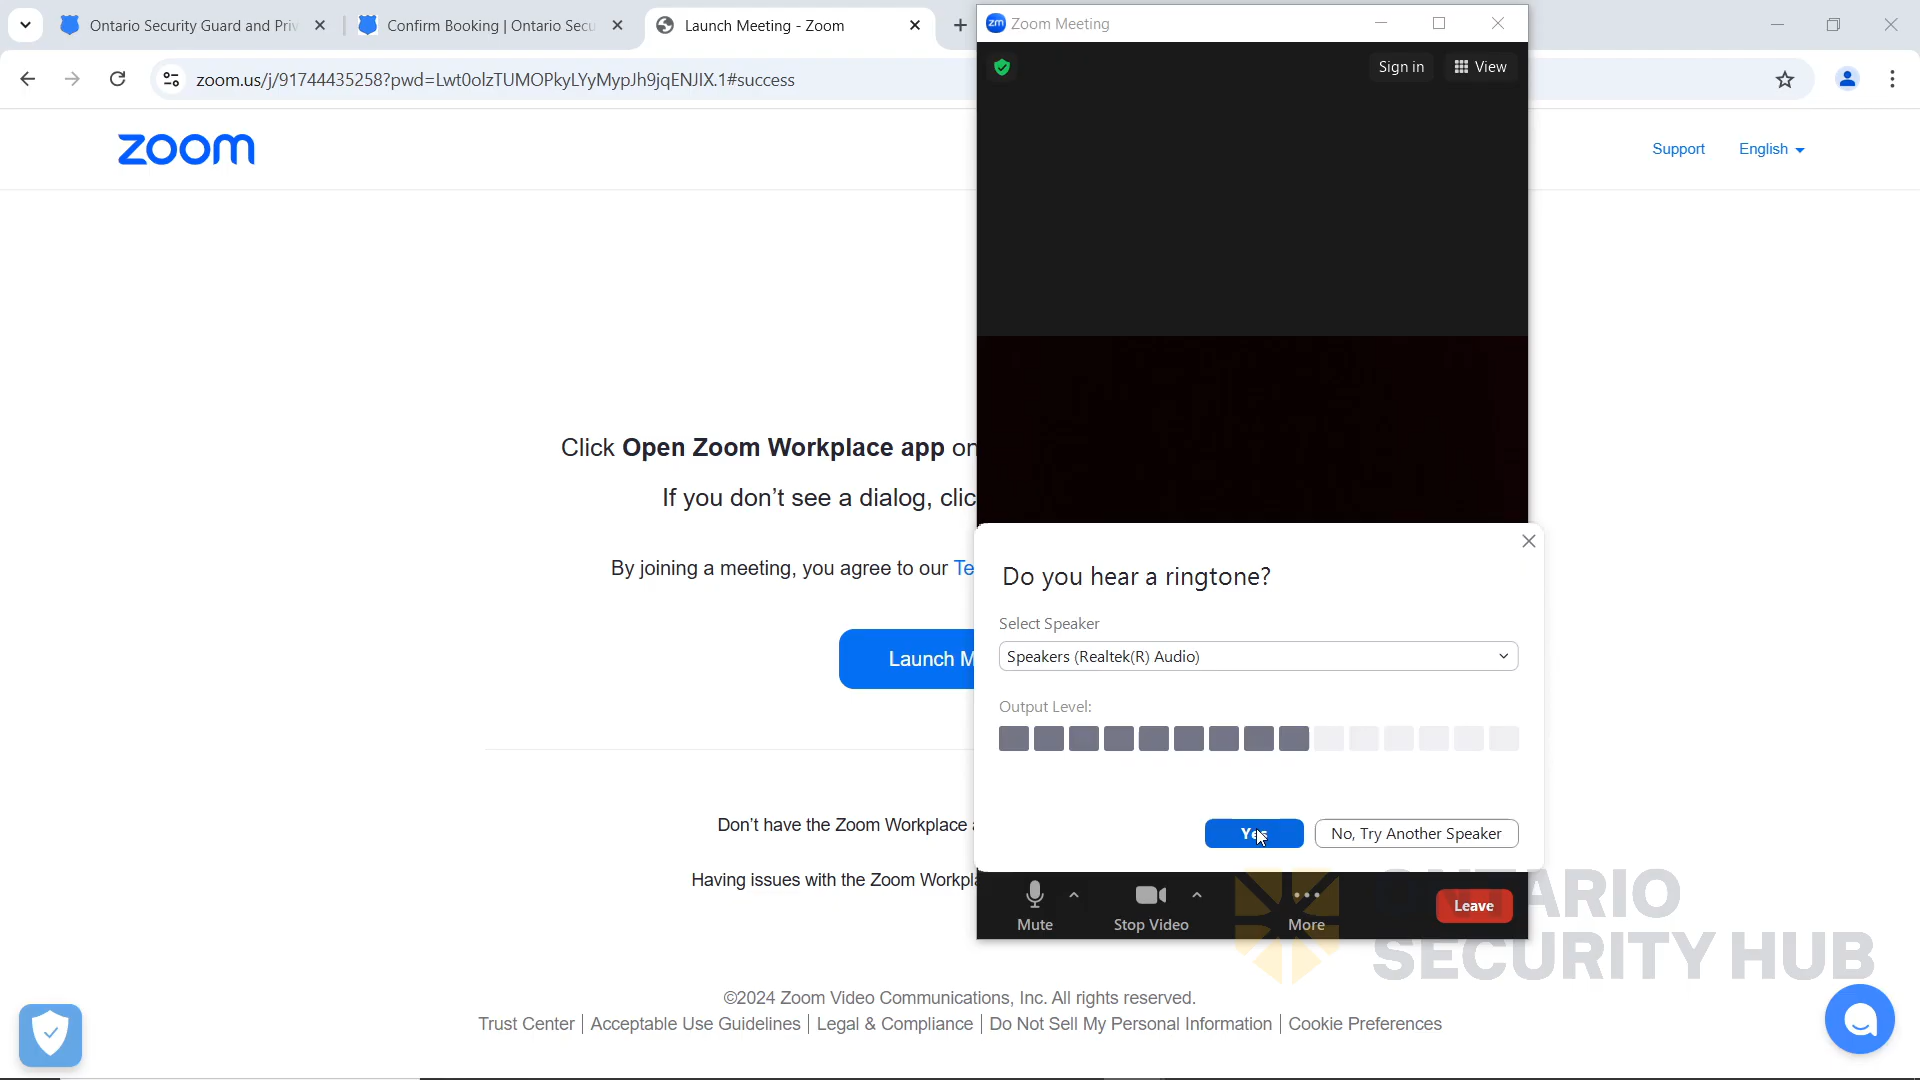 Ontario Security Guard and Priv
Confirm Booking | Ontario Secu
Launch Meeting - Zoom
zoom.us/j/91744435258?pwd=Lwt0olzTUMOPkyLYyMypJh9jqENJIX.1#success
zm Zoom Meeting
Sign in
View
zoom
Support
English
Click Open Zoom Workplace app on
If you don't see a dialog, clic
By joining a meeting, you agree to our Te
Launch M
Don't have the Zoom Workplace a
Having issues with the Zoom Workpla
Do you hear a ringtone?
Select Speaker
Speakers (Realtek(R) Audio)
Output Level:
Yes
No, Try Another Speaker
Mute
Stop Video
More
Leave
ONTARIO
SECURITY HUB
©2024 Zoom Video Communications, Inc. All rights reserved.
Trust Center | Acceptable Use Guidelines | Legal & Compliance | Do Not Sell My Personal Information | Cookie Preferences